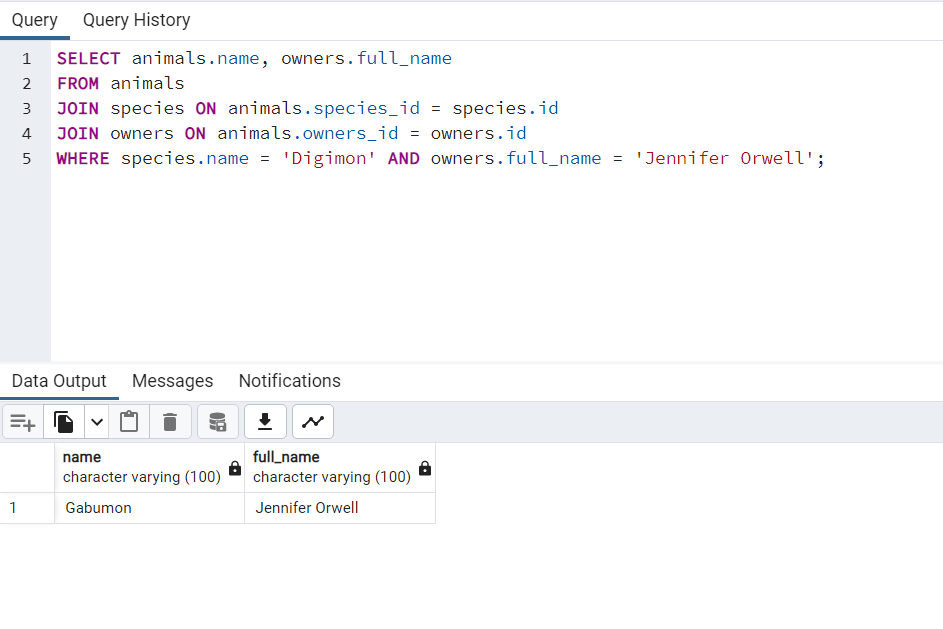 Query Query History
1 SELECT animals.name, owners.full_name
2 FROM animals
3 JOIN species ON animals.species_id = species.id
4 JOIN owners ON animals.owners_id = owners.id
5 WHERE species.name = 'Digimon' AND owners.full_name = 'Jennifer Orwell';
Data Output Messages Notifications
name full_name
character varying (100) character varying (100)
1 Gabumon Jennifer Orwell